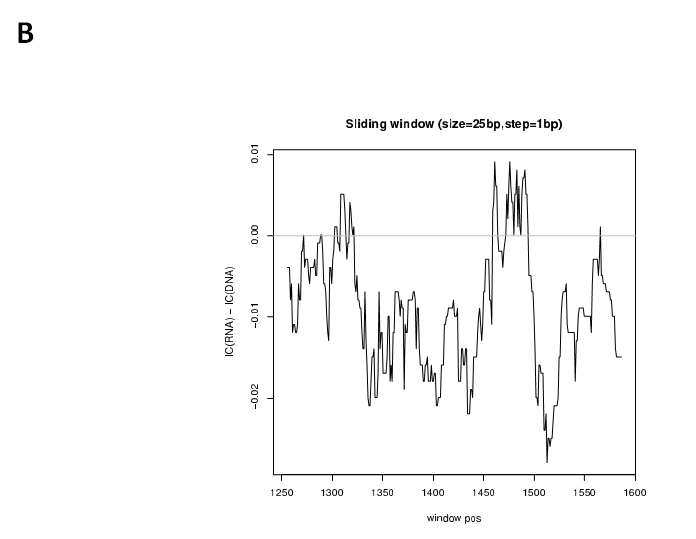 B
Sliding window (size=25bp,step=1bp)
0.01
0.00
−0.01
−0.02
IC(RNA) − IC(DNA)
1250 1300 1350 1400 1450 1500 1550 1600
window pos